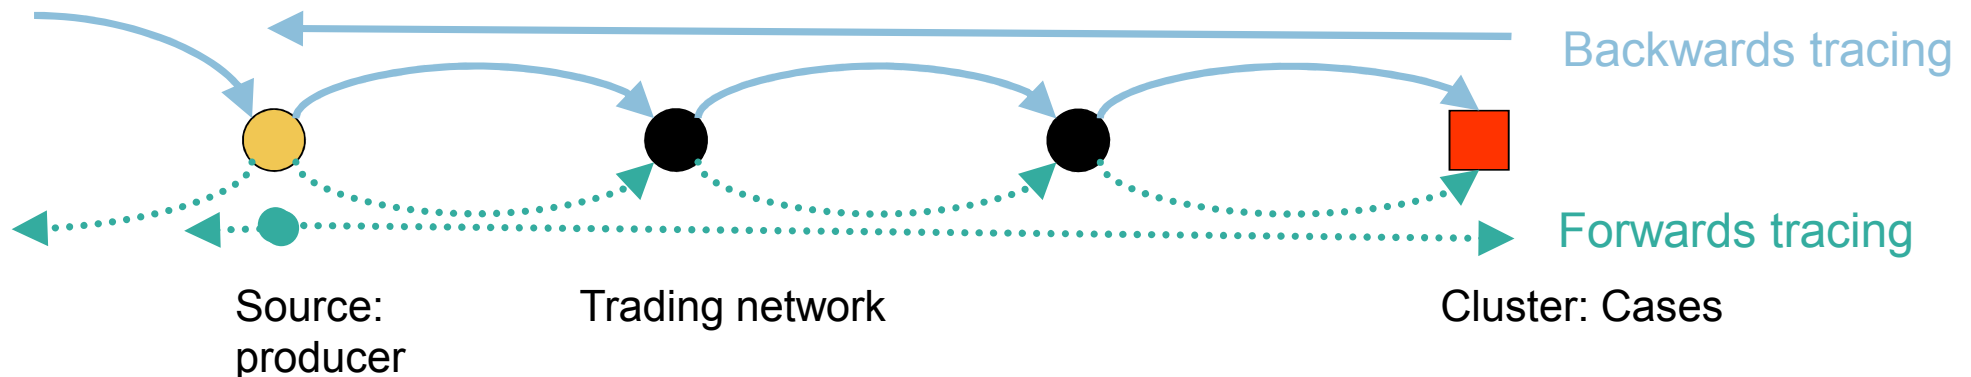 Backwards tracing
Forwards tracing
Source:
producer
Trading network
Cluster: Cases